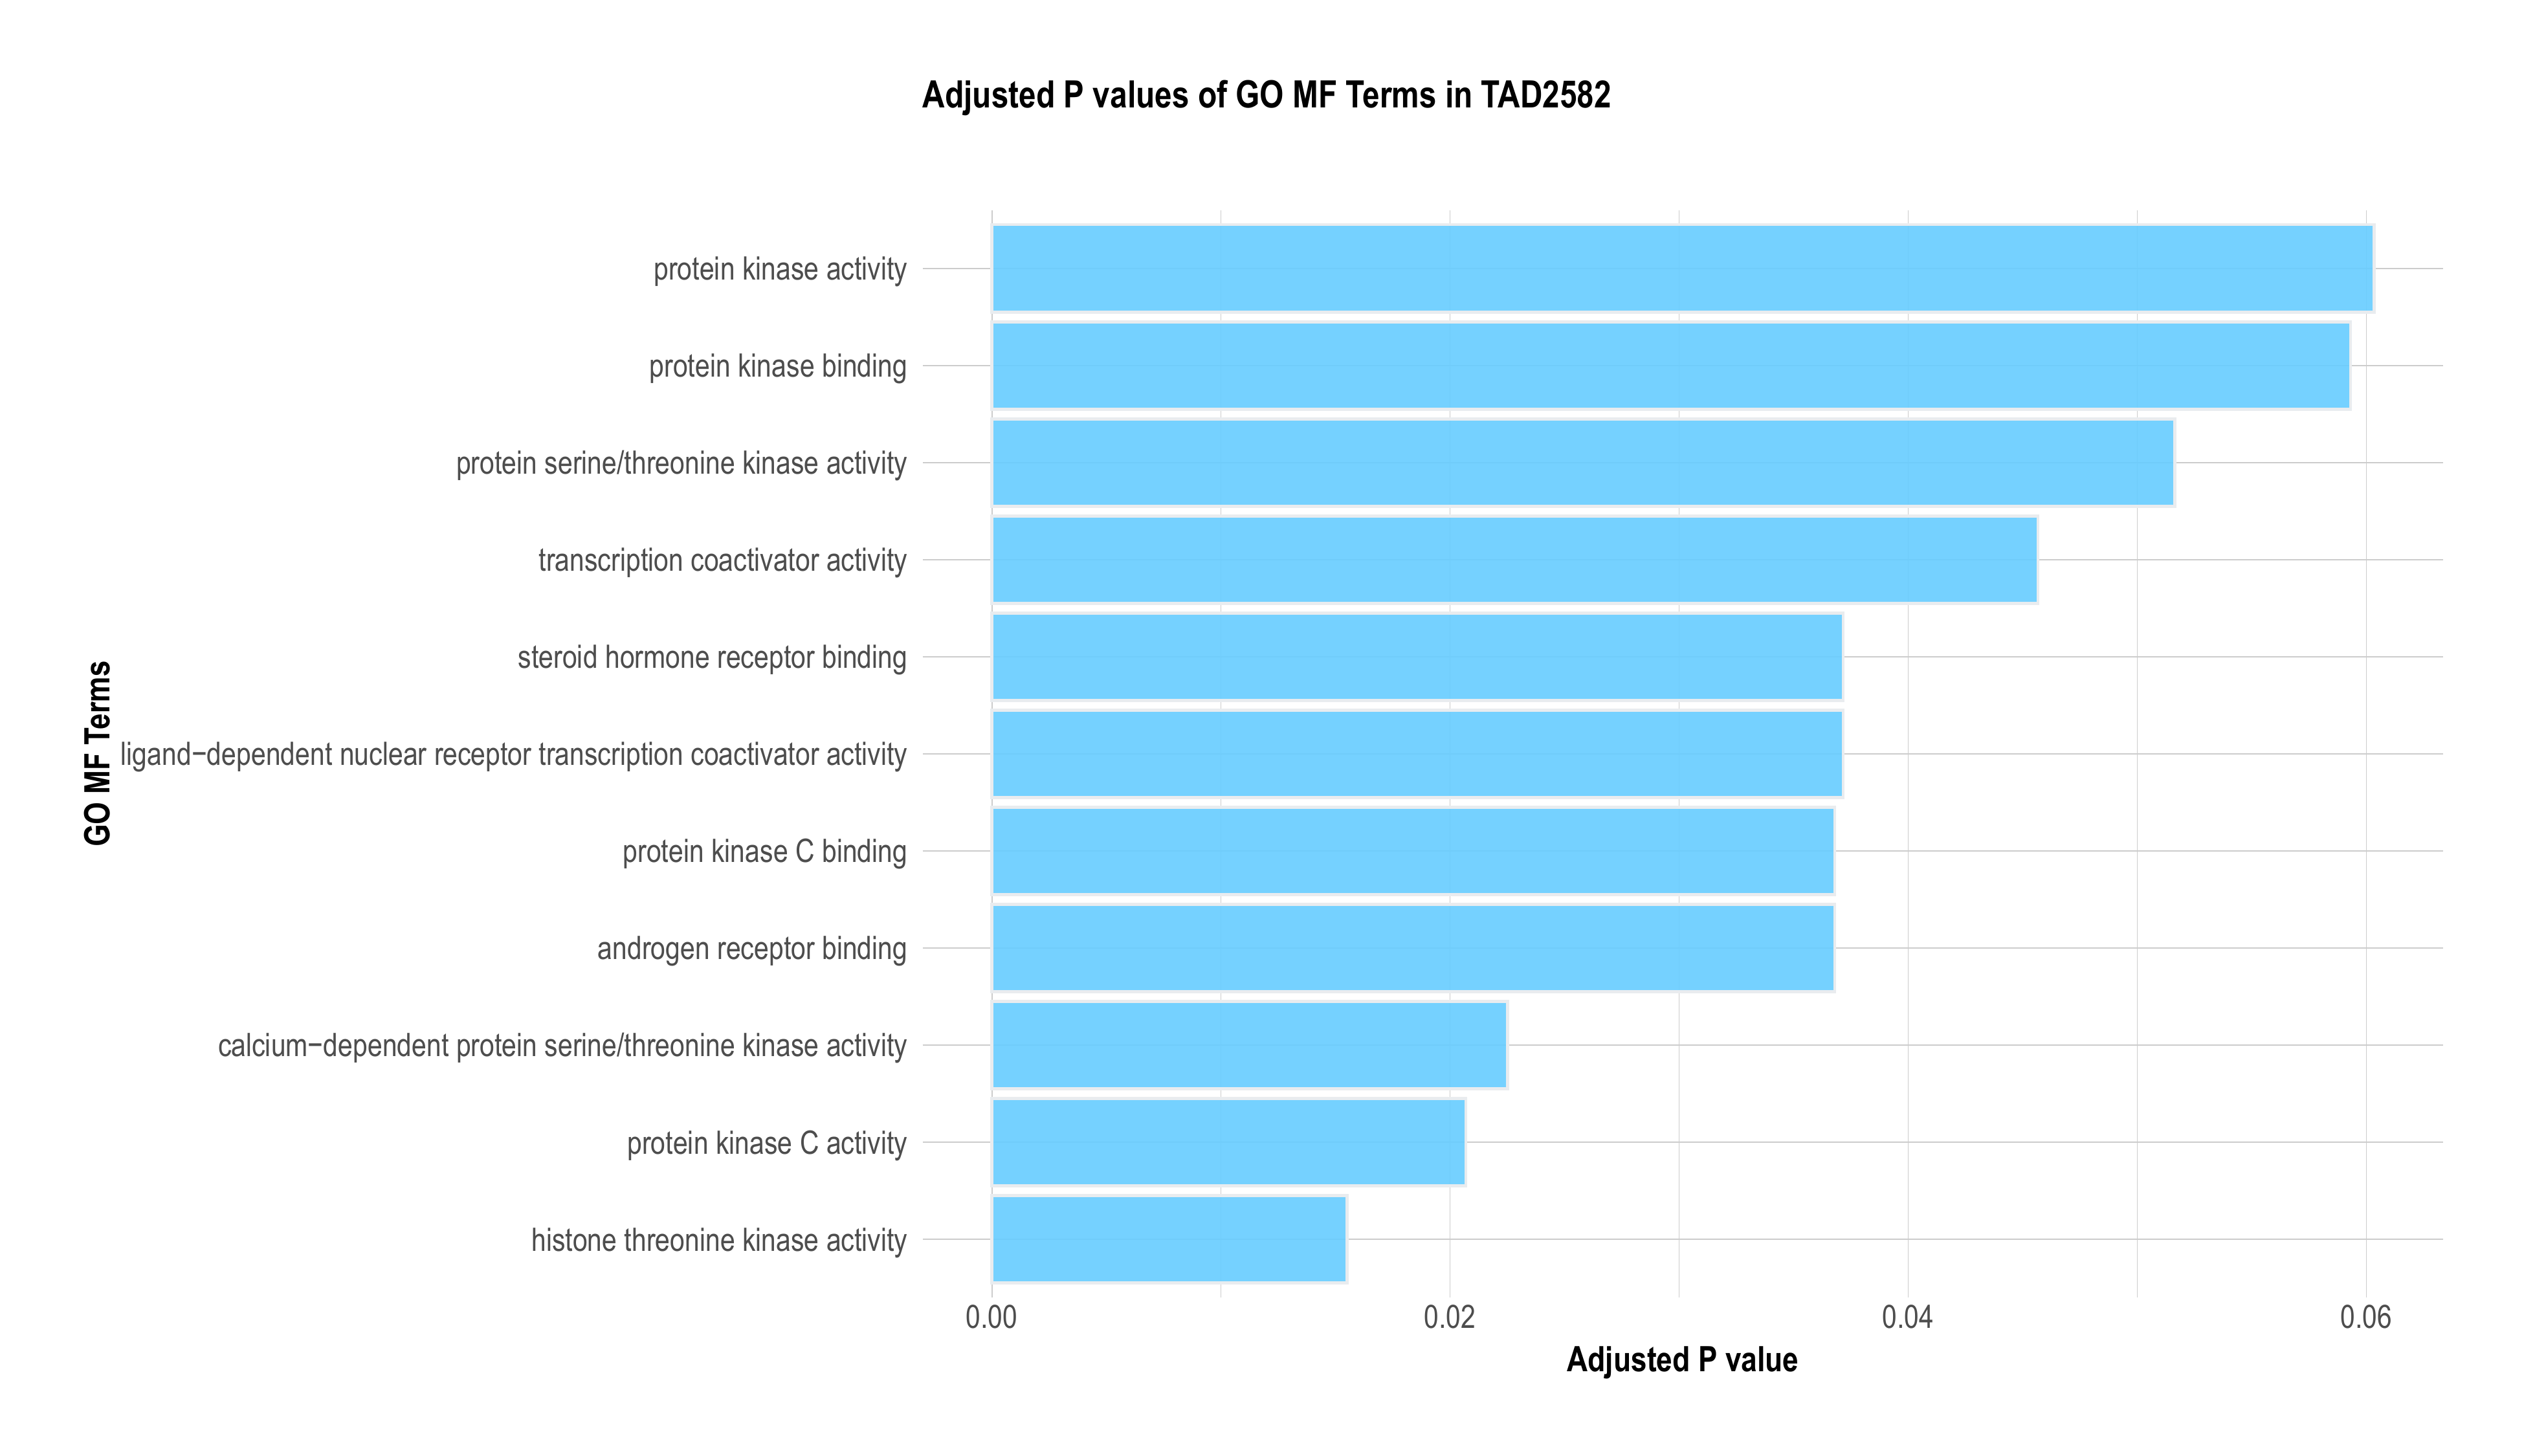 Adjusted P values of GO MF Terms in TAD2582
protein kinase activity
protein kinase binding
protein serine/threonine kinase activity
transcription coactivator activity
steroid hormone receptor binding
ligand−dependent nuclear receptor transcription coactivator activity
protein kinase C binding
androgen receptor binding
calcium−dependent protein serine/threonine kinase activity
protein kinase C activity
histone threonine kinase activity
GO MF Terms
0.00 0.02 0.04 0.06
Adjusted P value